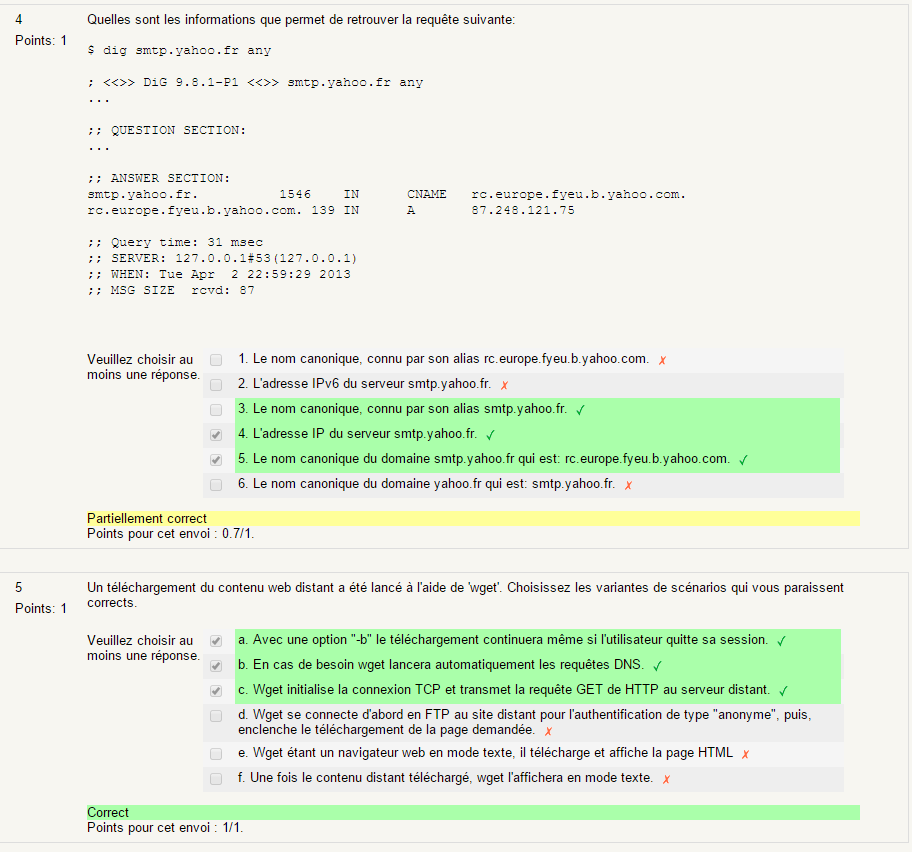 4
Points: 1
Quelles sont les informations que permet de retrouver la requête suivante:
$ dig smtp.yahoo.fr any
; <<>> DiG 9.8.1-P1 <<>> smtp.yahoo.fr any
...
;; QUESTION SECTION:
...
;; ANSWER SECTION:
smtp.yahoo.fr. 1546 IN CNAME rc.europe.fyeu.b.yahoo.com.
rc.europe.fyeu.b.yahoo.com. 139 IN A 87.248.121.75
;; Query time: 31 msec
;; SERVER: 127.0.0.1#53(127.0.0.1)
;; WHEN: Tue Apr  2 22:59:29 2013
;; MSG SIZE  rcvd: 87
Veuillez choisir au
moins une réponse.
1. Le nom canonique, connu par son alias rc.europe.fyeu.b.yahoo.com. ✗
2. L'adresse IPv6 du serveur smtp.yahoo.fr. ✗
3. Le nom canonique, connu par son alias smtp.yahoo.fr. ✓
4. L'adresse IP du serveur smtp.yahoo.fr. ✓
5. Le nom canonique du domaine smtp.yahoo.fr qui est: rc.europe.fyeu.b.yahoo.com. ✓
6. Le nom canonique du domaine yahoo.fr qui est: smtp.yahoo.fr. ✗
Partiellement correct
Points pour cet envoi : 0.7/1.
5
Points: 1
Un téléchargement du contenu web distant a été lancé à l'aide de 'wget'. Choisissez les variantes de scénarios qui vous paraissent
corrects.
Veuillez choisir au
moins une réponse.
a. Avec une option "-b" le téléchargement continuera même si l'utilisateur quitte sa session. ✓
b. En cas de besoin wget lancera automatiquement les requêtes DNS. ✓
c. Wget initialise la connexion TCP et transmet la requête GET de HTTP au serveur distant. ✓
d. Wget se connecte d'abord en FTP au site distant pour l'authentification de type "anonyme", puis,
enclenche le téléchargement de la page demandée. ✗
e. Wget étant un navigateur web en mode texte, il télécharge et affiche la page HTML ✗
f. Une fois le contenu distant téléchargé, wget l'affichera en mode texte. ✗
Correct
Points pour cet envoi : 1/1.